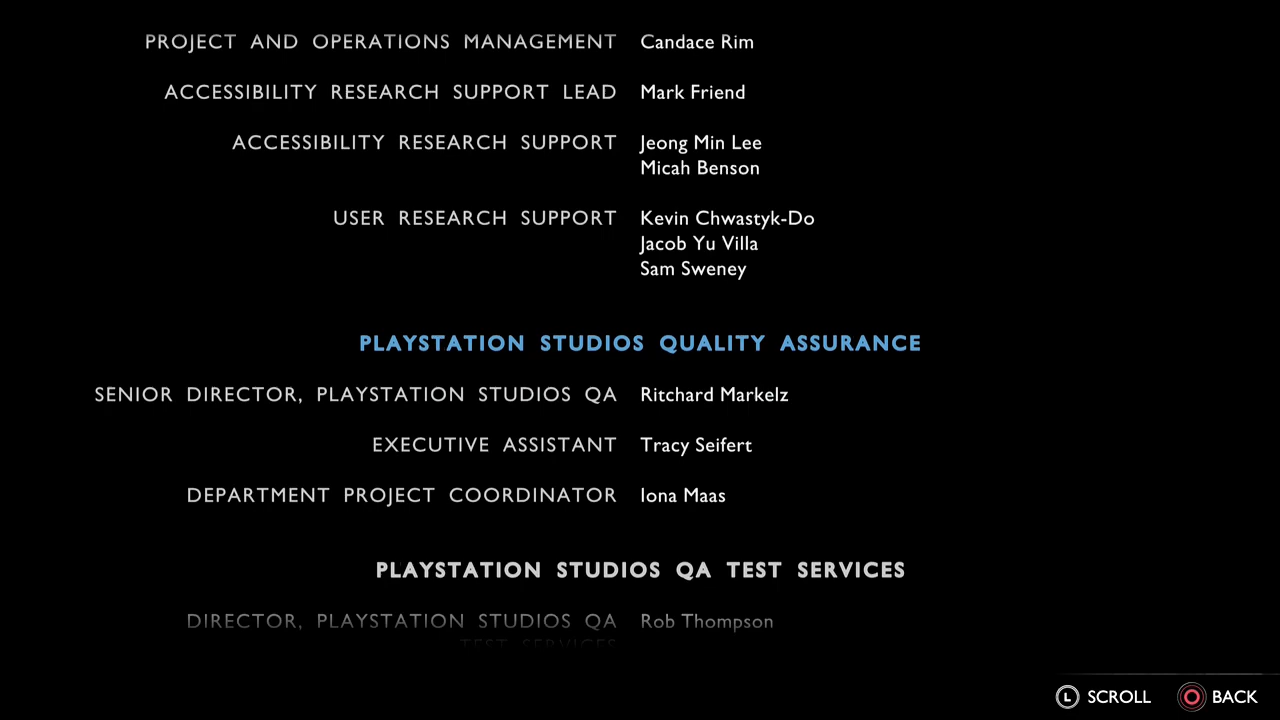 PROJECT AND OPERATIONS MANAGEMENT Candace Rim
ACCESSIBILITY RESEARCH SUPPORT LEAD Mark Friend
ACCESSIBILITY RESEARCH SUPPORT Jeong Min Lee
Micah Benson
USER RESEARCH SUPPORT Kevin Chwastyk-Do
Jacob Yu Villa
Sam Sweney
PLAYSTATION STUDIOS QUALITY ASSURANCE
SENIOR DIRECTOR, PLAYSTATION STUDIOS QA Ritchard Markelz
EXECUTIVE ASSISTANT Tracy Seifert
DEPARTMENT PROJECT COORDINATOR Iona Maas
PLAYSTATION STUDIOS QA TEST SERVICES
DIRECTOR, PLAYSTATION STUDIOS QA Rob Thompson
TEST SERVICES
L SCROLL BACK